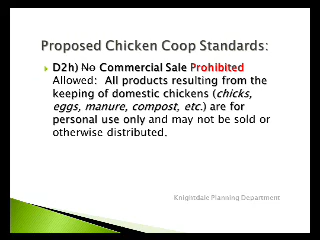 Proposed Chicken Coop Standards:
D2h) No Commercial Sale Prohibited
Allowed: All products resulting from the
keeping of domestic chickens (chicks,
eggs, manure, compost, etc.) are for
personal use only and may not be sold or
otherwise distributed.
Knightdale Planning Department